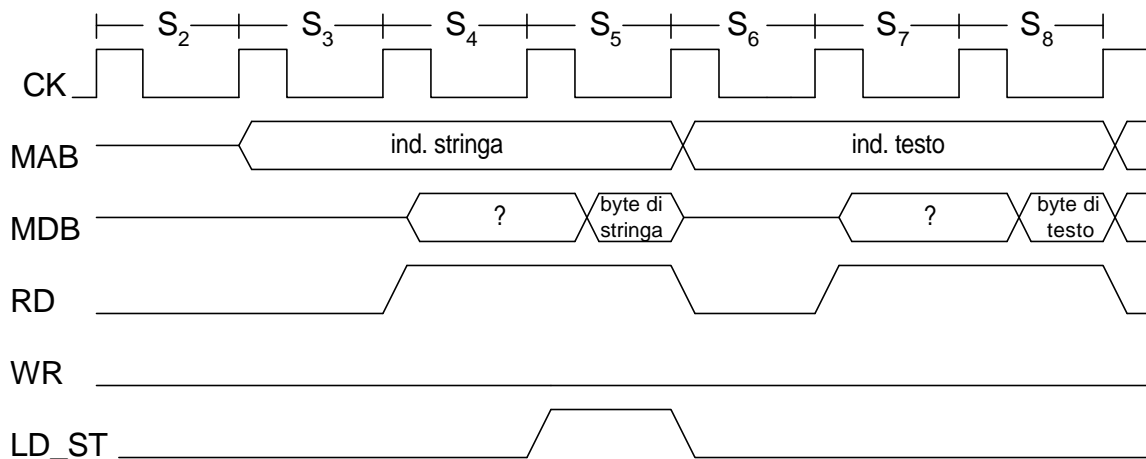 S2 S3 S4 S5 S6 S7 S8
CK
MAB ind. stringa ind. testo
MDB ? byte di stringa ? byte di testo
RD
WR
LD_ST